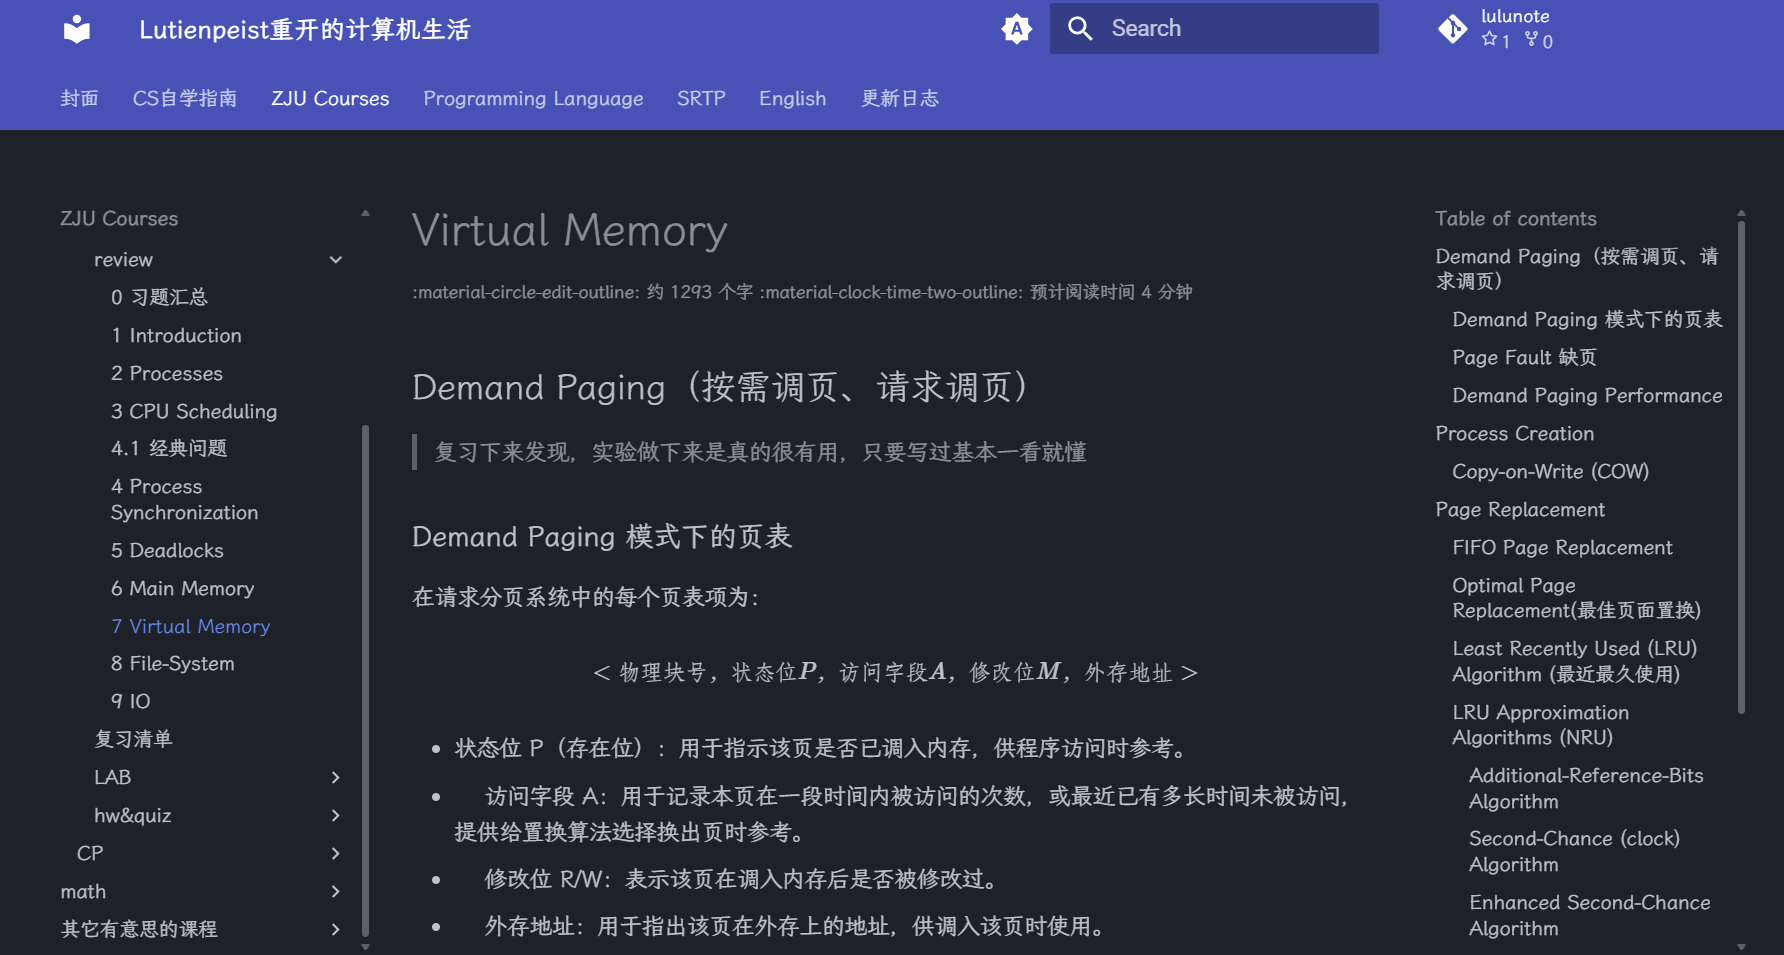 Lutienpeist重开的计算机生活
A
Search
lulunote
1 0
封面 CS自学指南 ZJU Courses Programming Language SRTP English 更新日志
ZJU Courses
review
0 习题汇总
1 Introduction
2 Processes
3 CPU Scheduling
4.1 经典问题
4 Process
Synchronization
5 Deadlocks
6 Main Memory
7 Virtual Memory
8 File-System
9 IO
复习清单
LAB
hw&quiz
CP
math
其它有意思的课程
Virtual Memory
:material-circle-edit-outline: 约 1293 个字 :material-clock-time-two-outline: 预计阅读时间 4 分钟
Demand Paging（按需调页、请求调页）
复习下来发现，实验做下来是真的很有用，只要写过基本一看就懂
Demand Paging 模式下的页表
在请求分页系统中的每个页表项为：
< 物理块号，状态位P，访问字段A，修改位M，外存地址 >
• 状态位 P（存在位）：用于指示该页是否已调入内存，供程序访问时参考。
• 访问字段 A：用于记录本页在一段时间内被访问的次数，或最近已有多长时间未被访问，
提供给置换算法选择换出页时参考。
• 修改位 R/W：表示该页在调入内存后是否被修改过。
• 外存地址：用于指出该页在外存上的地址，供调入该页时使用。
Table of contents
Demand Paging（按需调页、请
求调页）
Demand Paging 模式下的页表
Page Fault 缺页
Demand Paging Performance
Process Creation
Copy-on-Write (COW)
Page Replacement
FIFO Page Replacement
Optimal Page
Replacement(最佳页面置换)
Least Recently Used (LRU)
Algorithm (最近最久使用)
LRU Approximation
Algorithms (NRU)
Additional-Reference-Bits
Algorithm
Second-Chance (clock)
Algorithm
Enhanced Second-Chance
Algorithm